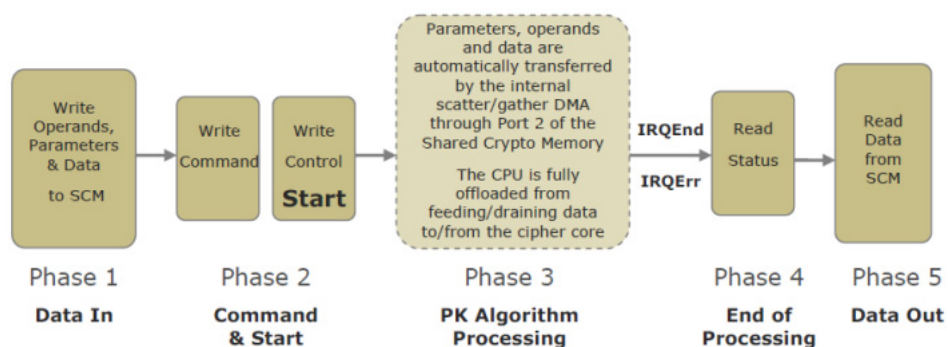 Write
Operands,
Parameters
& Data
to SCM
Write
Command
Write
Control
Start
Parameters, operands
and data are
automatically transferred
by the internal
scatter/gather DMA
through Port 2 of the
Shared Crypto Memory
The CPU is fully
offloaded from
feeding/draining data
to/from the cipher core
IRQEnd
IRQErr
Read
Status
Read
Data
from
SCM
Phase 1
Data In
Phase 2
Command
& Start
Phase 3
PK Algorithm
Processing
Phase 4
End of
Processing
Phase 5
Data Out